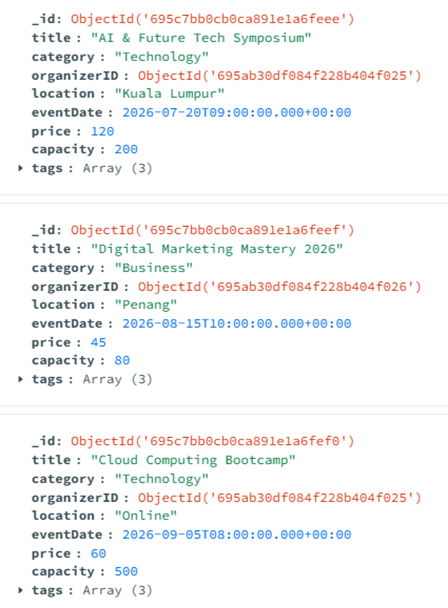 _id: ObjectId('695c7bb0cb0ca891e1a6feee')
title : "AI & Future Tech Symposium"
category : "Technology"
organizerID : ObjectId('695ab30df084f228b404f025')
location : "Kuala Lumpur"
eventDate : 2026-07-20T09:00:00.000+00:00
price : 120
capacity : 200
tags : Array (3)
_id: ObjectId('695c7bb0cb0ca891e1a6feef')
title : "Digital Marketing Mastery 2026"
category : "Business"
organizerID : ObjectId('695ab30df084f228b404f026')
location : "Penang"
eventDate : 2026-08-15T10:00:00.000+00:00
price : 45
capacity : 80
tags : Array (3)
_id: ObjectId('695c7bb0cb0ca891e1a6fef0')
title : "Cloud Computing Bootcamp"
category : "Technology"
organizerID : ObjectId('695ab30df084f228b404f025')
location : "Online"
eventDate : 2026-09-05T08:00:00.000+00:00
price : 60
capacity : 500
tags : Array (3)